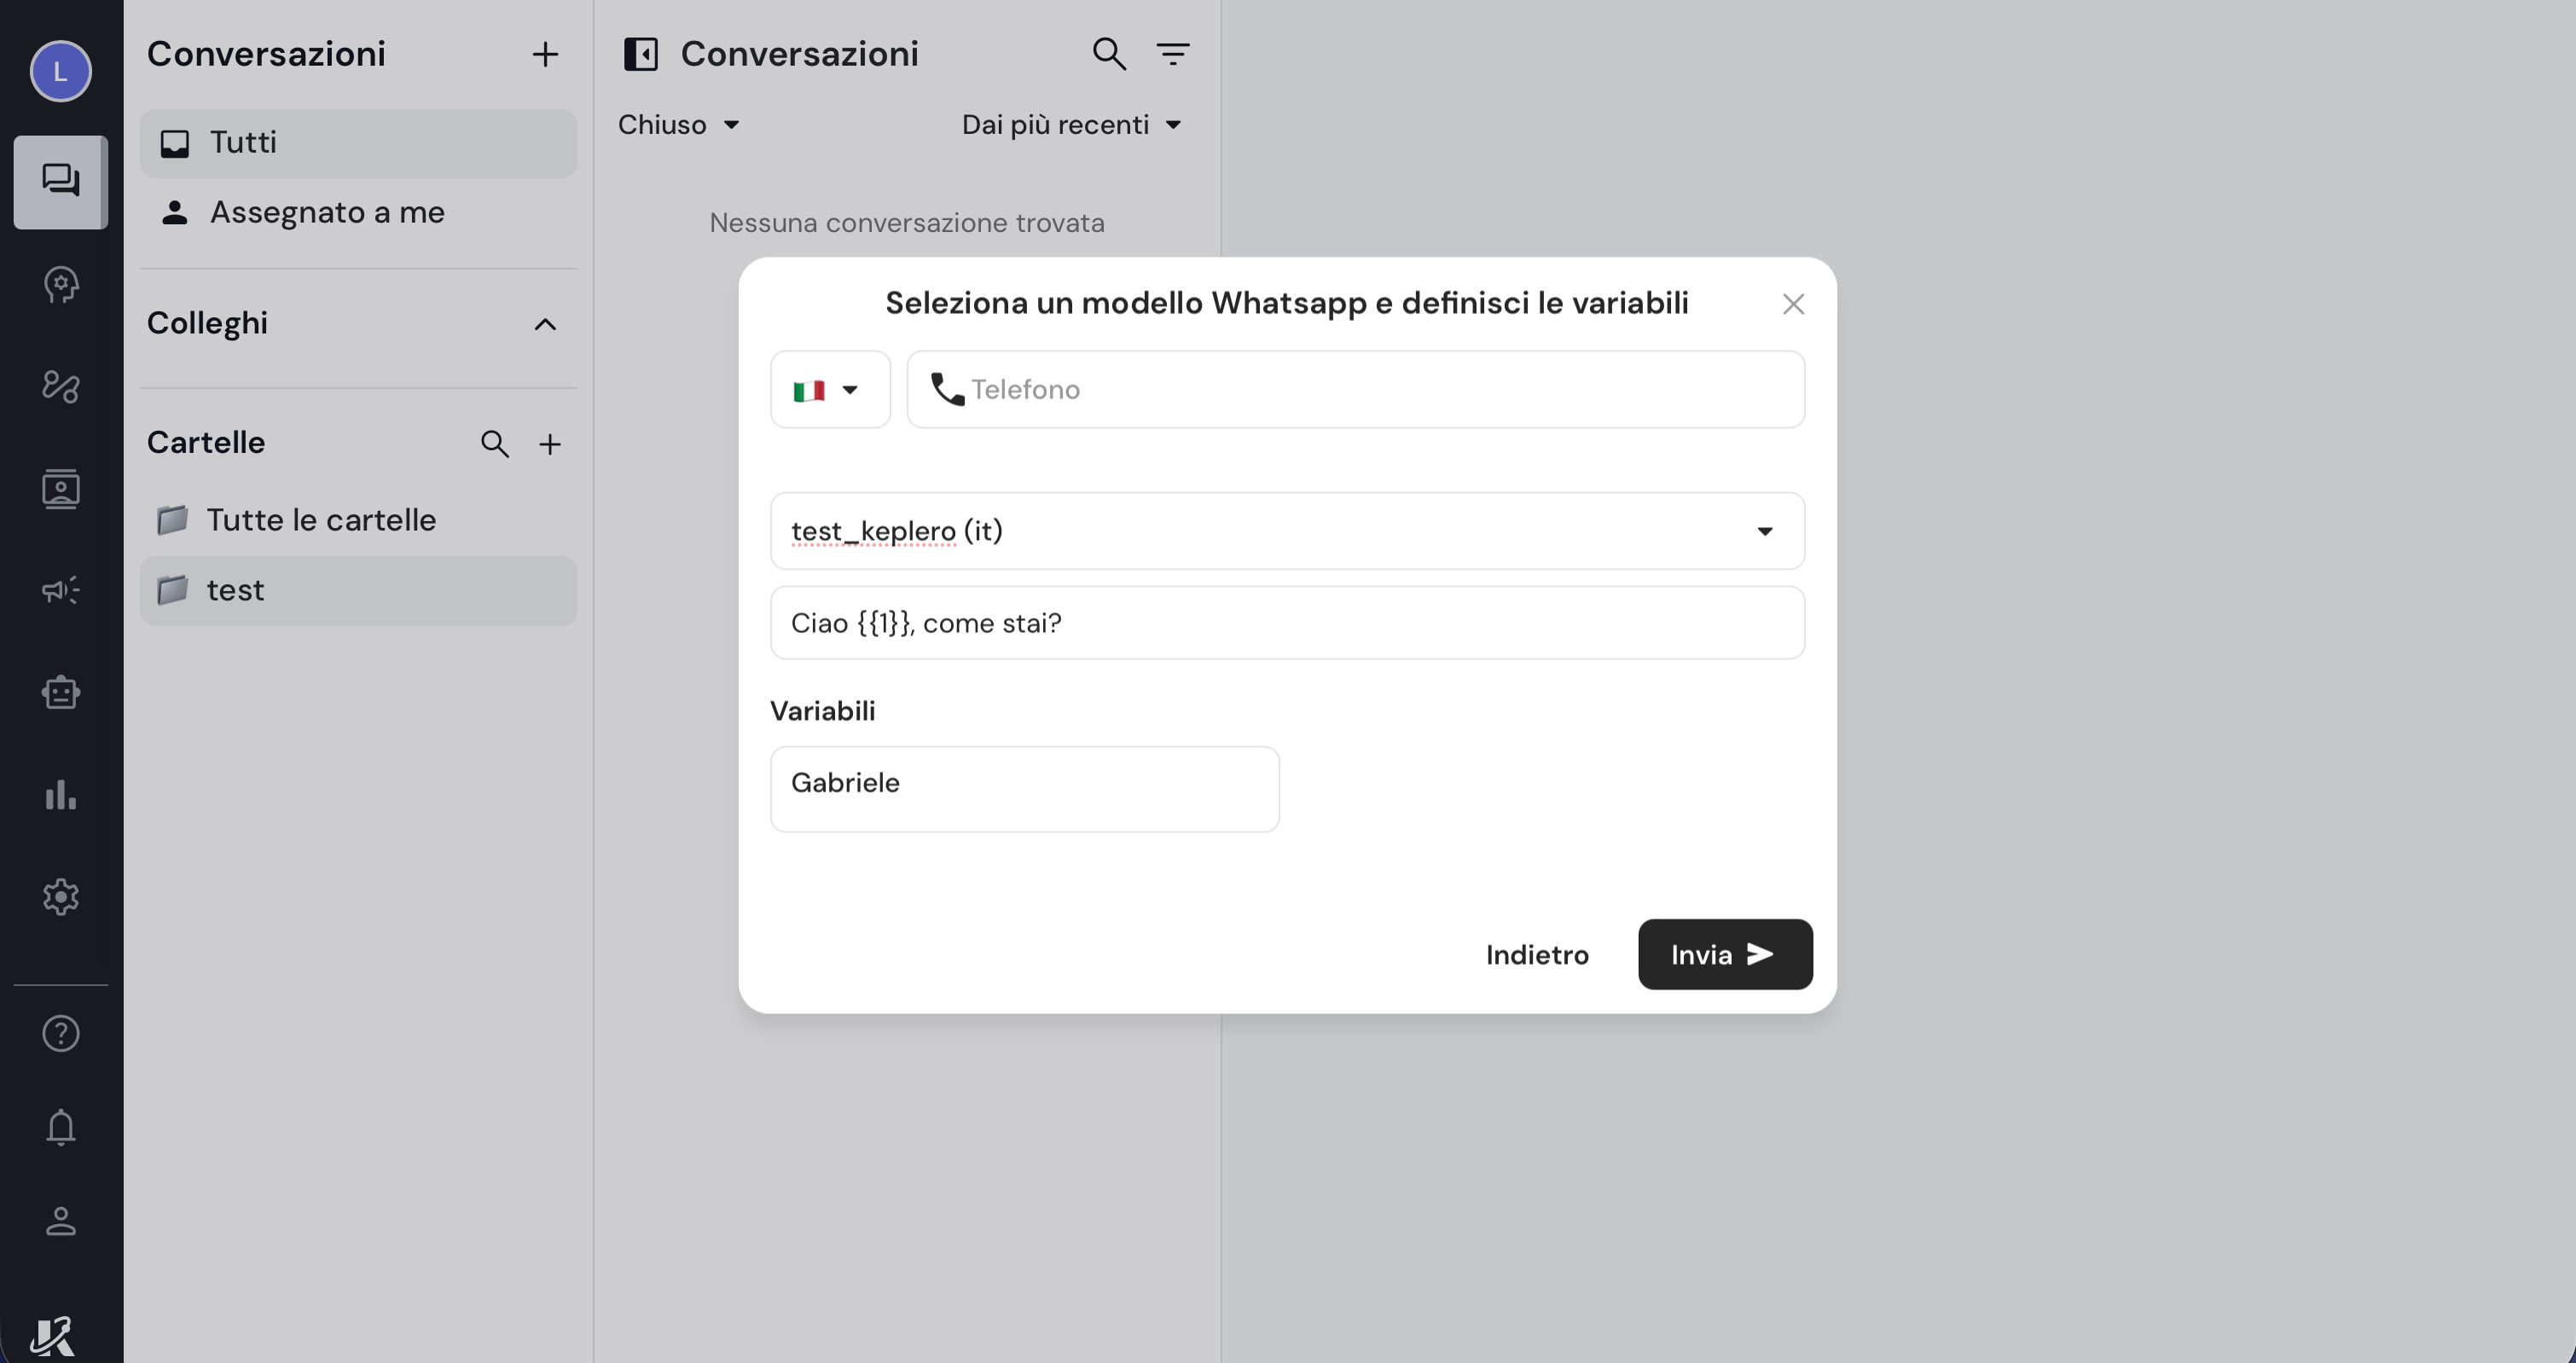 L
Conversazioni
Tutti
Assegnato a me
Colleghi
Cartelle
Tutte le cartelle
test
Conversazioni
Chiuso
Dai più recenti
Nessuna conversazione trovata
Seleziona un modello Whatsapp e definisci le variabili
Telefono
test_keplero (it)
Ciao {{1}}, come stai?
Variabili
Gabriele
Indietro
Invia